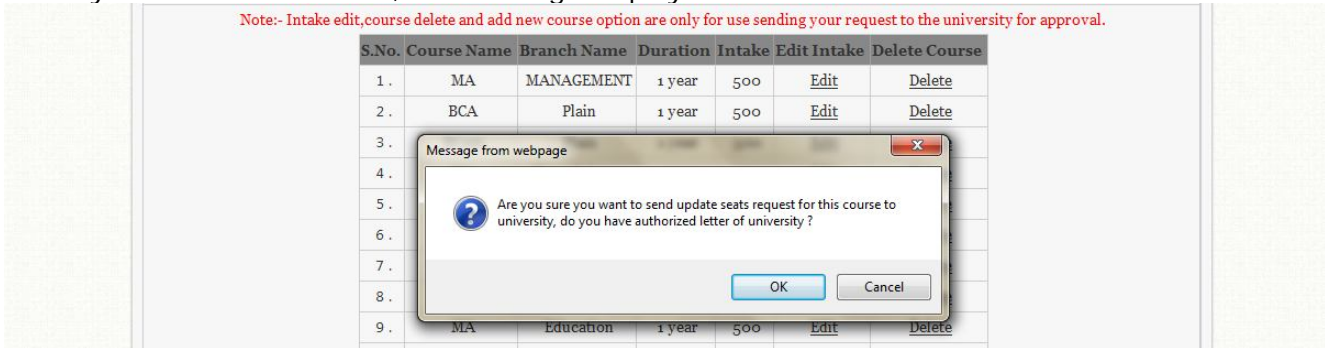 Note:- Intake edit,course delete and add new course option are only for use sending your request to the university for approval.
S.No. Course Name Branch Name Duration Intake Edit Intake Delete Course
1 . MA MANAGEMENT 1 year 500 Edit Delete
2 . BCA Plain 1 year 500 Edit Delete
3 .
Message from webpage
4 .
5 . Are you sure you want to send update seats request for this course to
university, do you have authorized letter of university ?
6 .
7 .
OK Cancel
8 .
9 . MA Education 1 year 500 Edit Delete